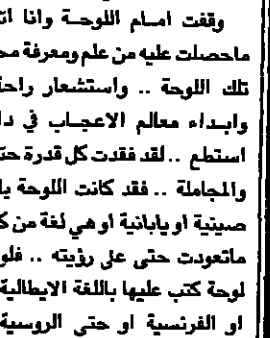 وقفت امام اللوحة وانا
ماحصلت عليه من علم ومعرفة
تلك اللوحة .. واستشعار راحة
وابداء معالم الاعجاب في
استطع .. لقد فقدت كل قدرة
والمجاملة .. فقد كانت اللوحة
صينية او يابانية او هي لغة من
ماتعودت حتى على رؤيته .. فلو
لوحة كتب عليها باللغة الايطالية
او الفرنسية او حتى الروسية